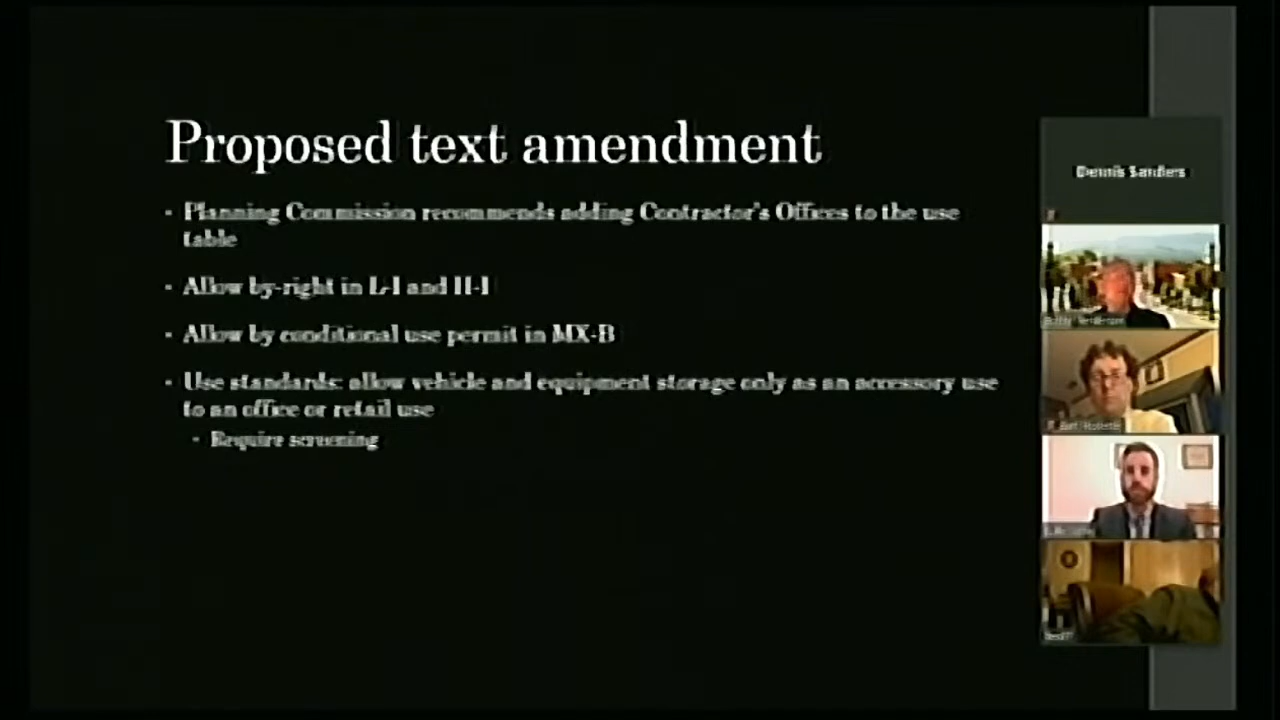 Proposed text amendment
Planning Commission recommends adding Contractor's Offices to the use
table
Allow by-right in L-I and H-I
Allow by conditional use permit in MX-B
Use standards: allow vehicle and equipment storage only as an accessory use
to an office or retail use
Require screening
Dennis Sanders